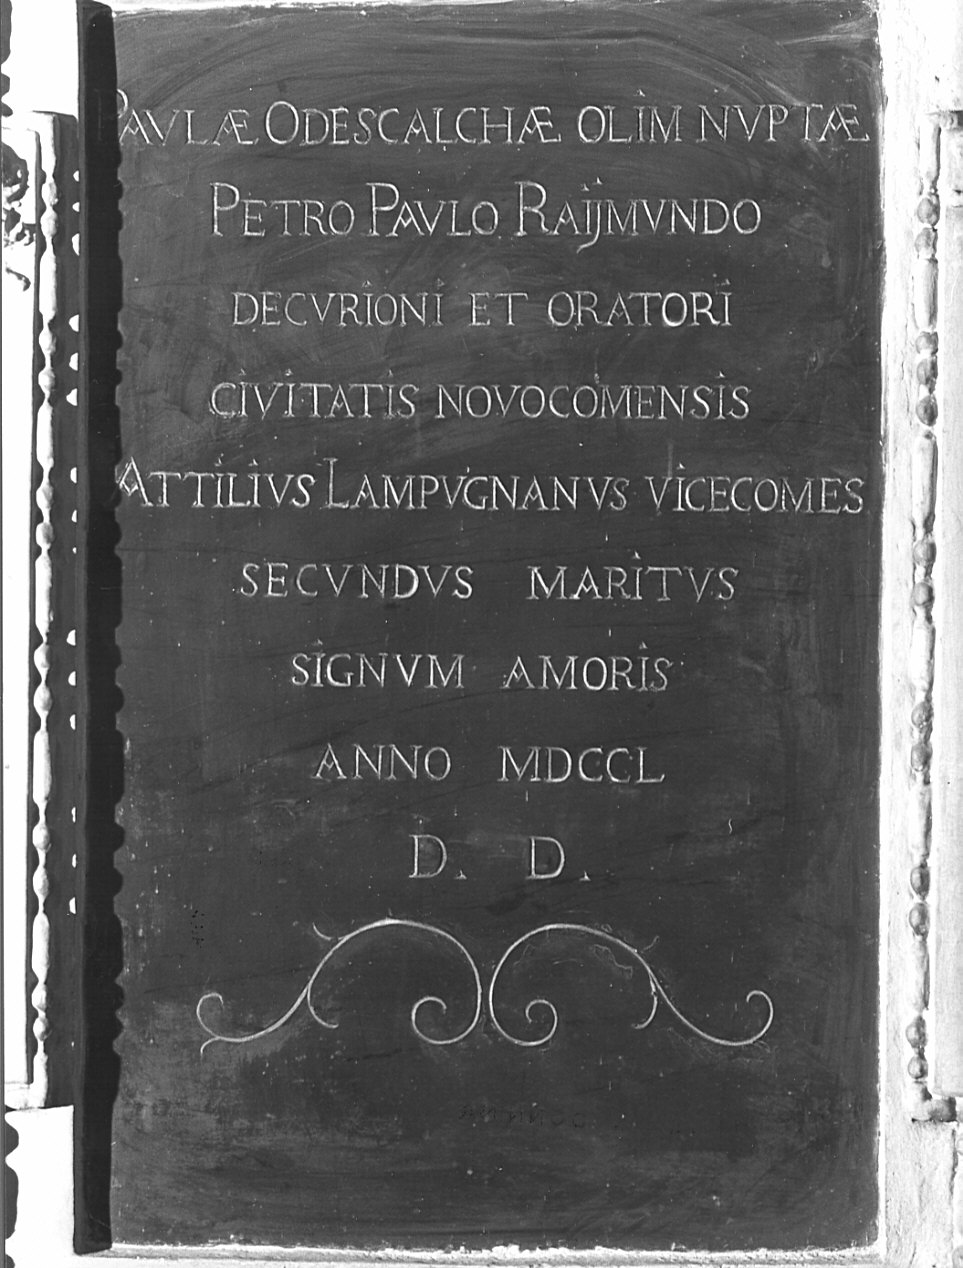 PAVLÆ ODESCALCHÆ OLIM NVPTÆ
PETRO PAVLO RAIJMVNDO
DECVRIONI ET ORATORI
CIVITATIS NOVOCOMENSIS
ATTILIVS LAMPVGNANVS VICECOMES
SECVNDVS MARITVS
SIGNVM AMORIS
ANNO MDCCL
D. D.